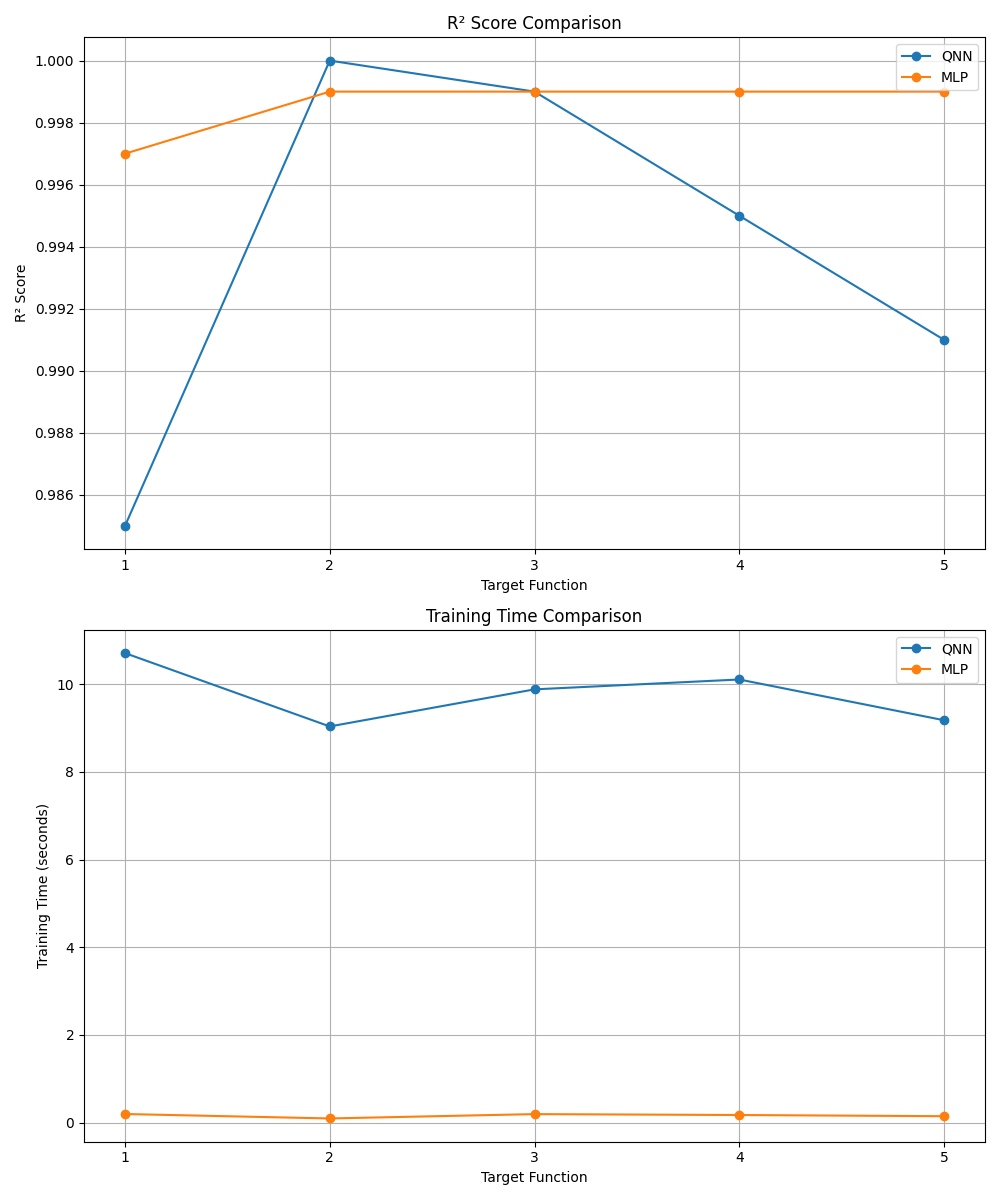 R² Score Comparison
QNN
MLP
1.000
0.998
0.996
0.994
0.992
0.990
0.988
0.986
R² Score
1 2 3 4 5
Target Function
Training Time Comparison
QNN
MLP
10
8
6
4
2
0
Training Time (seconds)
1 2 3 4 5
Target Function